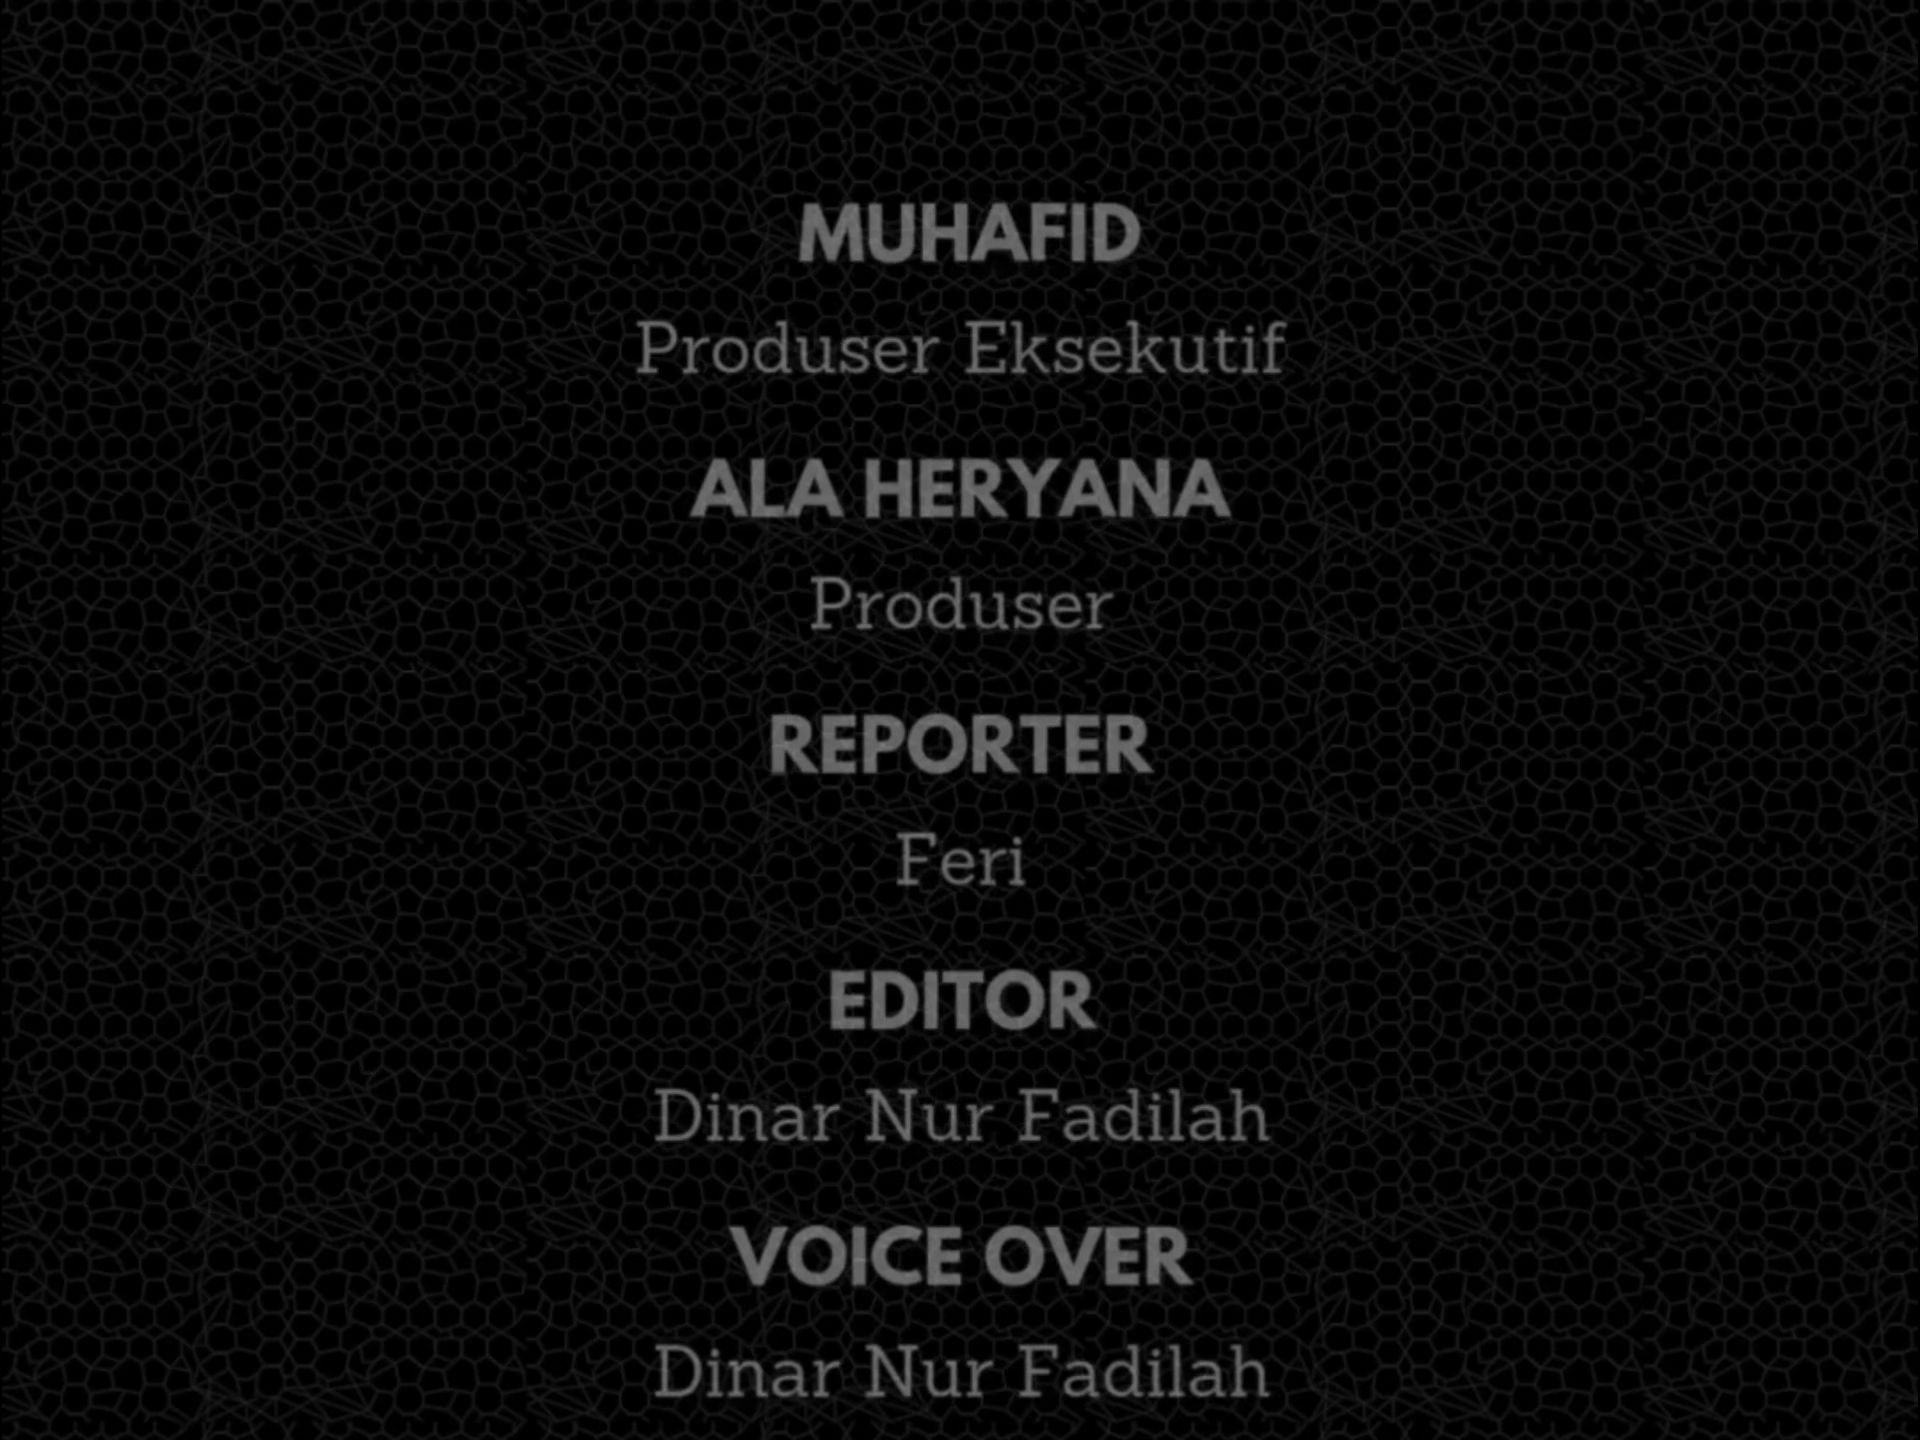 MUHAFID
Produser Eksekutif
ALA HERYANA
Produser
REPORTER
Feri
EDITOR
Dinar Nur Fadilah
VOICE OVER
Dinar Nur Fadilah